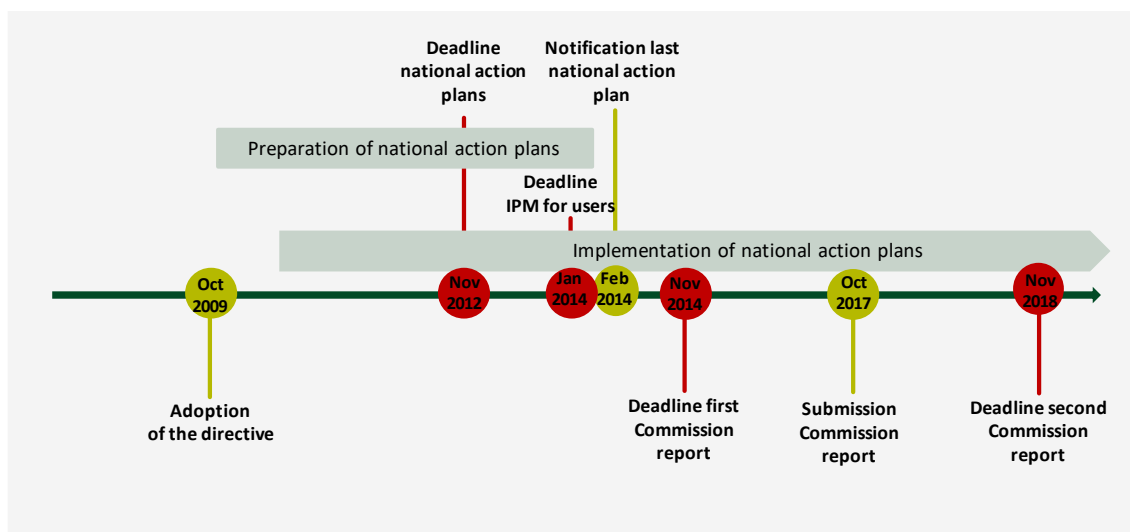 Deadline
national action
plans
Notification last
national action
plan
Preparation of national action plans
Deadline
IPM for users
Implementation of national action plans
Oct
2009
Nov
2012
Jan
2014
Feb
2014
Nov
2014
Oct
2017
Nov
2018
Adoption
of the directive
Deadline first
Commission
report
Submission
Commission
report
Deadline second
Commission
report